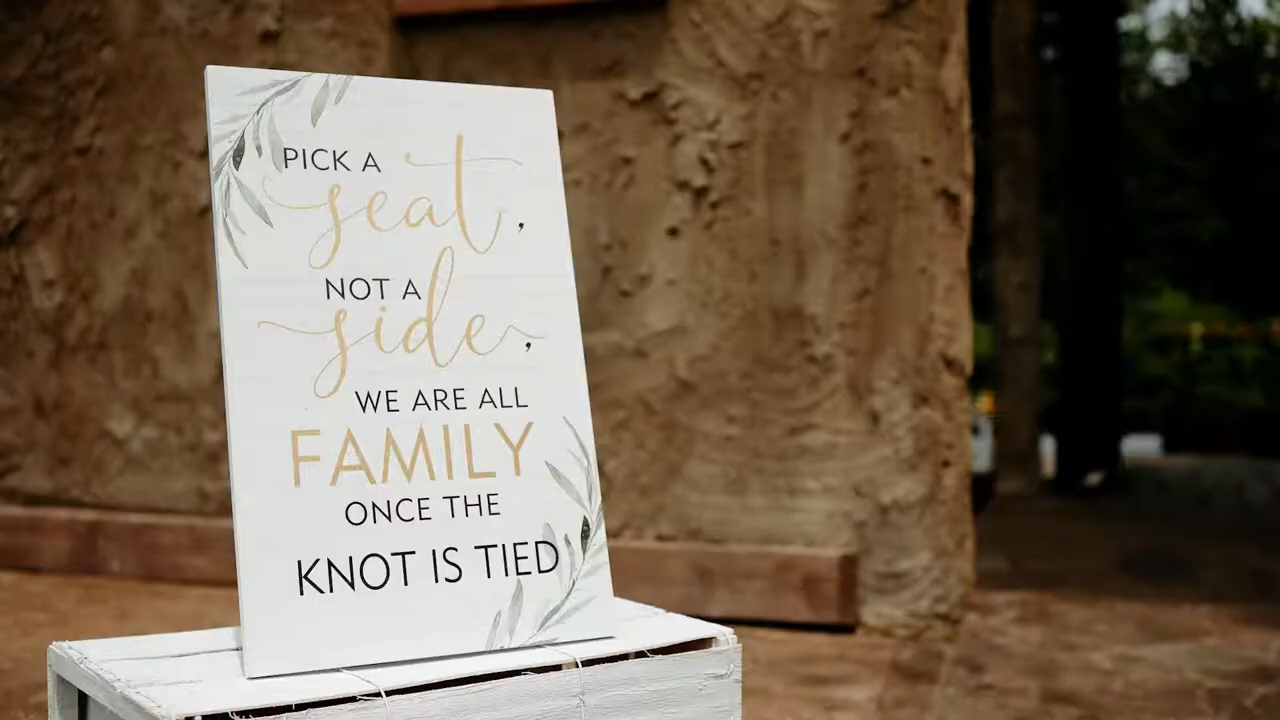 PICK A
seat,
NOT A
side,
WE ARE ALL
FAMILY
ONCE THE
KNOT IS TIED